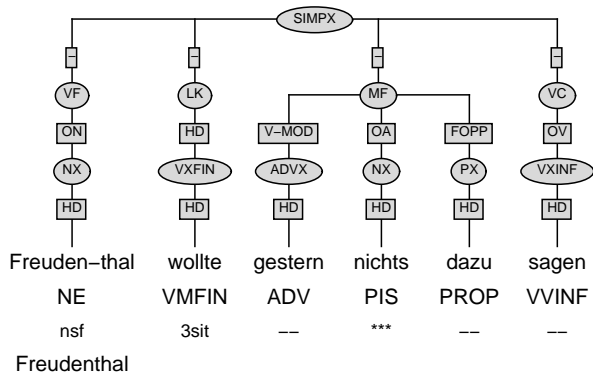 SIMPX
– – – –
VF LK MF VC
ON HD V–MOD OA FOPP OV
NX VXFIN ADVX NX PX VXINF
HD HD HD HD HD HD
Freuden–thal wollte gestern nichts dazu sagen
NE VMFIN ADV PIS PROP VVINF
nsf 3sit –– *** –– ––
Freudenthal